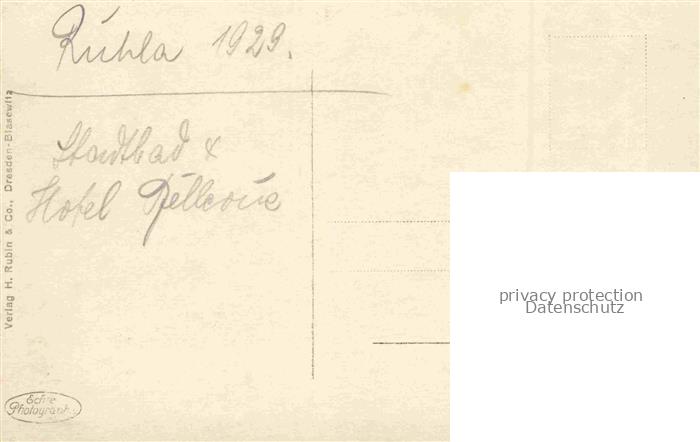 Ruhla 1929.
Stadtbad &
Hotel Bellevue
Verlag H. Rubin & Co., Dresden-Blasewitz
Echte
Photographie
privacy protection
Datenschutz